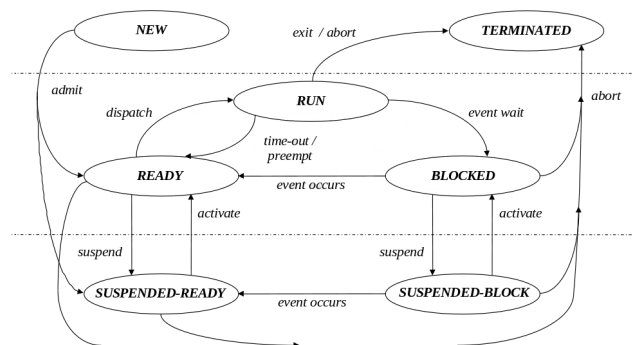 NEW
TERMINATED
exit / abort
admit
abort
RUN
dispatch
event wait
time-out /
preempt
READY
BLOCKED
event occurs
activate
activate
suspend
suspend
SUSPENDED-READY
SUSPENDED-BLOCK
event occurs